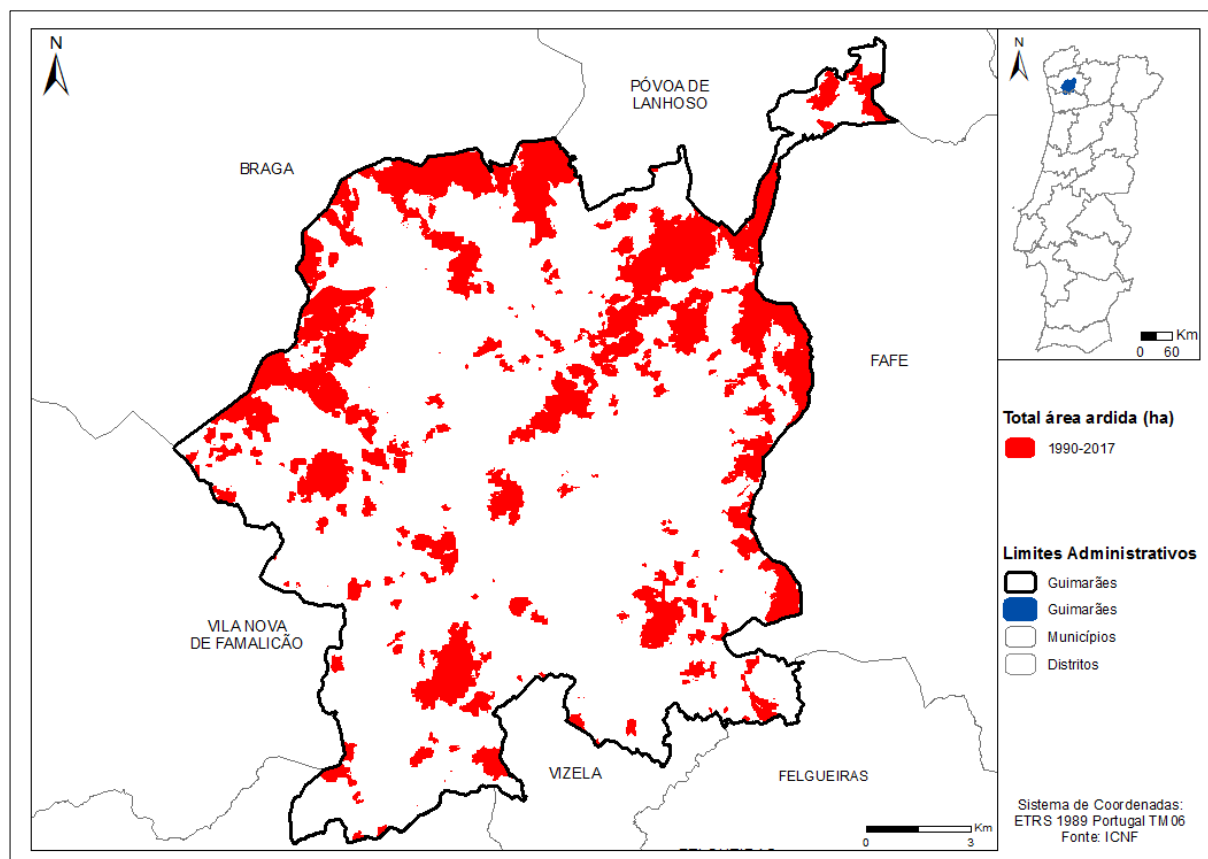 N
BRAGA
PÓVOA DE
LANHOSO
FAFE
VILA NOVA
DE FAMALICÃO
VIZELA
FELGUEIRAS
FELGUEIRAS
Km
0 3
N
Km
0 60
Total área ardida (ha)
1990-2017
Limites Administrativos
Guimarães
Guimarães
Municípios
Distritos
Sistema de Coordenadas:
ETRS 1989 Portugal TM06
Fonte: ICNF